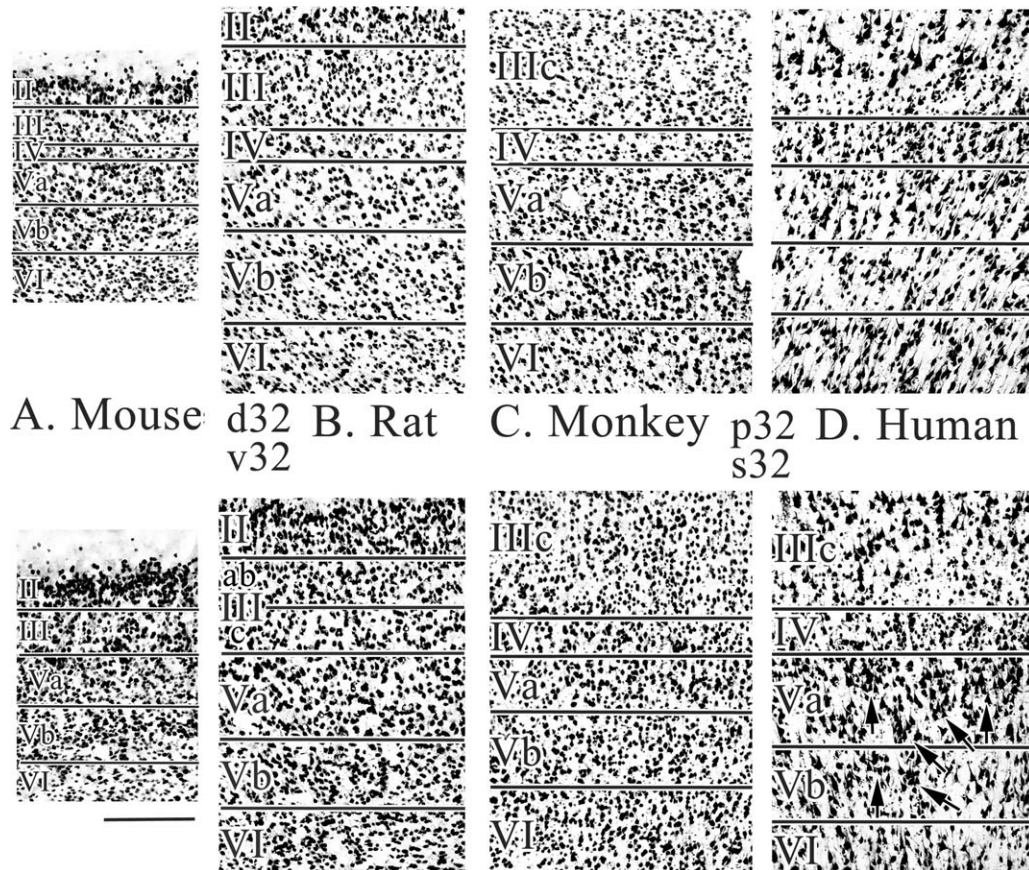 II
III
IV
Va
Vb
VI
II
III
IV
Va
Vb
VI
IIIc
IV
Va
Vb
VI
A. Mouse
d32
v32
B. Rat
C. Monkey
p32
s32
D. Human
II
III
Va
Vb
VI
II
ab
III
c
Va
Vb
VI
IIIc
IV
Va
Vb
VI
IIIc
IV
Va
Vb
VI